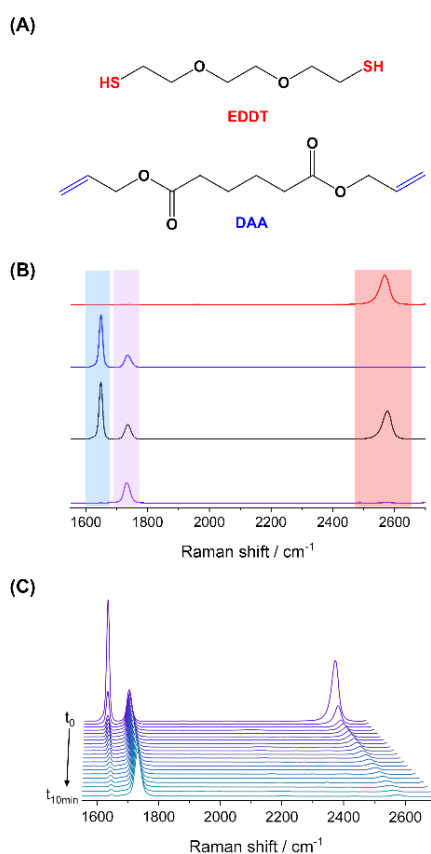 (A)
HS
O
O
SH
EDDT
O
O
O
O
DAA
(B)
1600 1800 2000 2200 2400 2600
Raman shift / cm-1
(C)
t0
t10min
1600 1800 2000 2200 2400 2600
Raman shift / cm-1